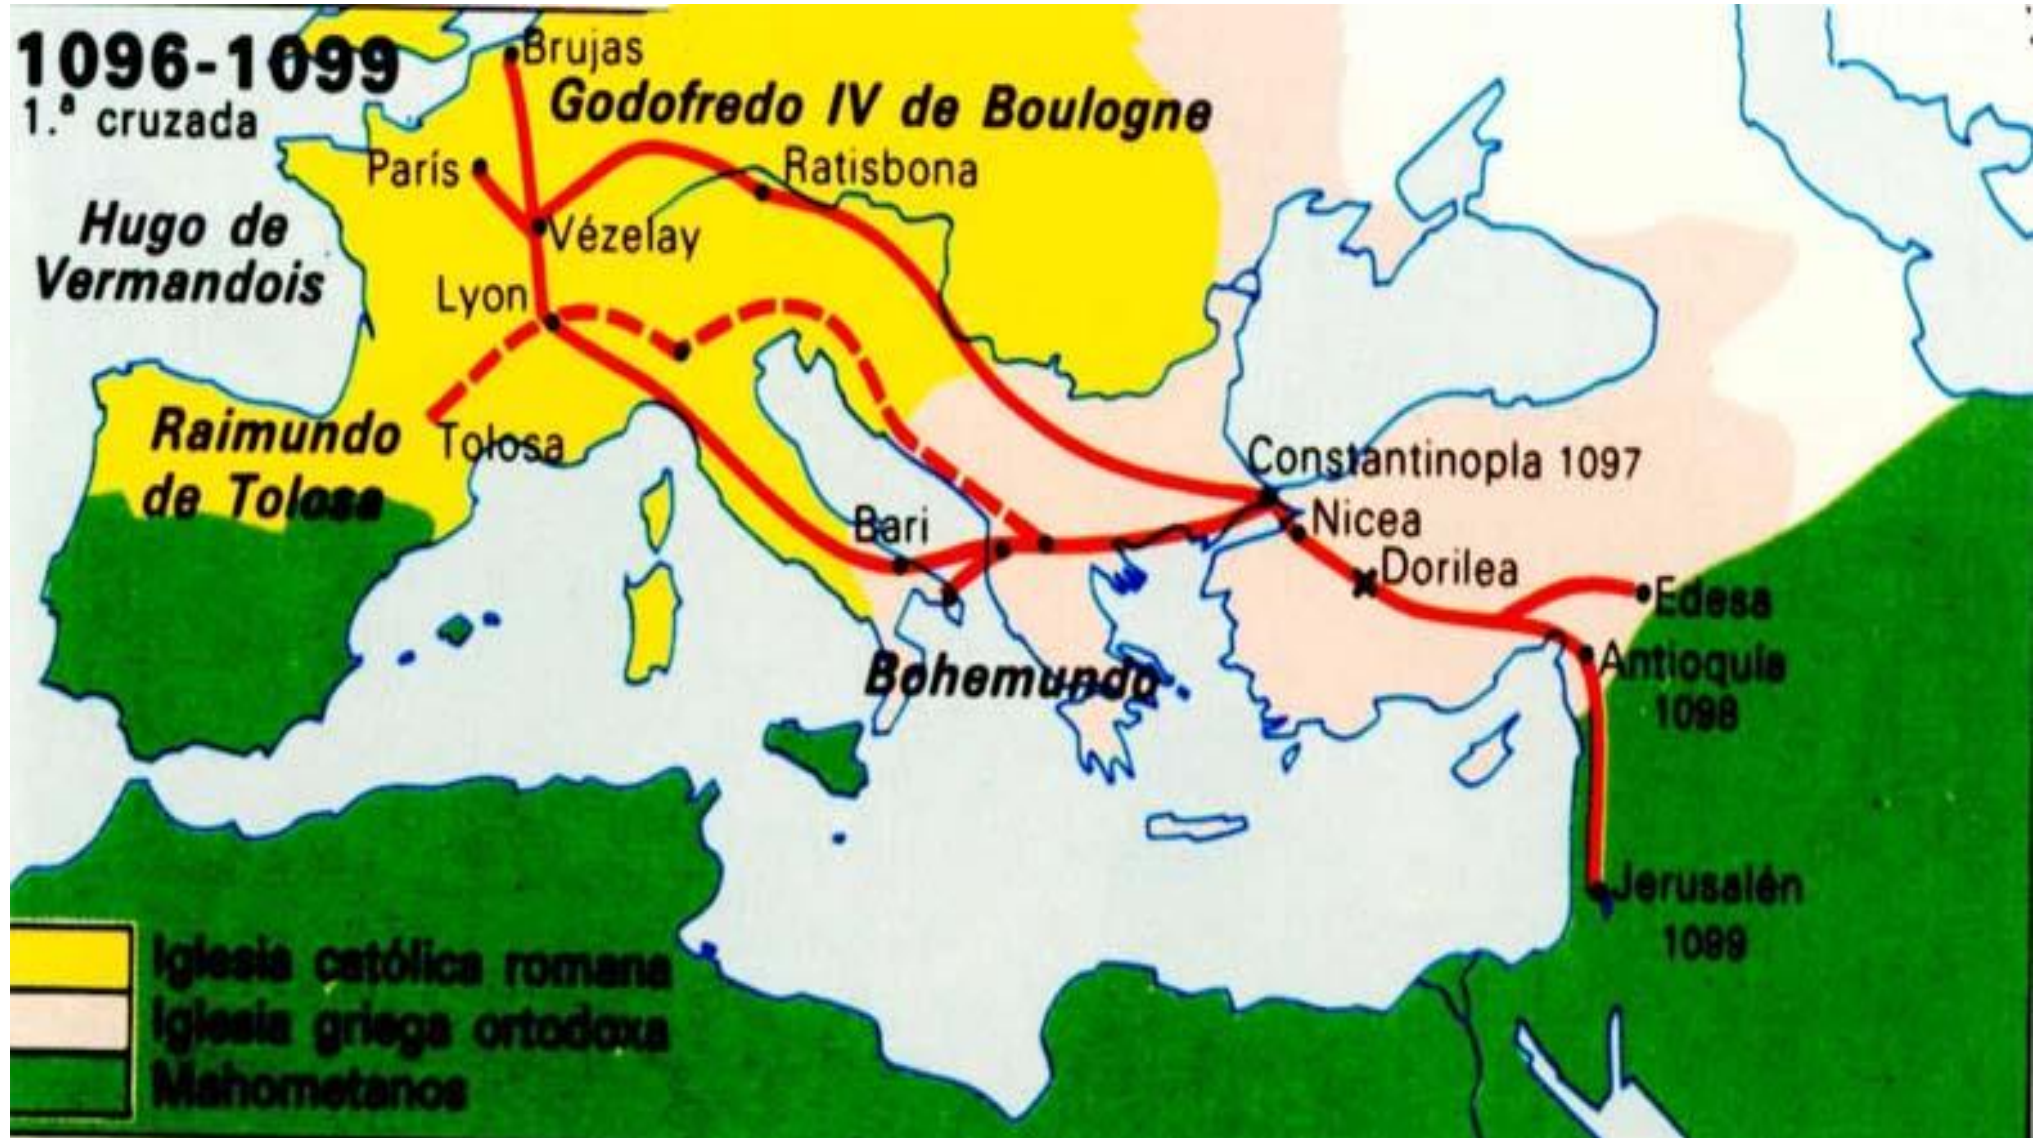 1096-1099
1.ª cruzada
Brujas
Godofredo IV de Boulogne
París
Ratisbona
Hugo de
Vermandois
Vézelay
Lyon
Raimundo
de Tolosa
Tolosa
Constantinopla 1097
Bari
Nicea
Dorilea
Edesa
Bohemundo
Antioquía
1098
Jerusalén
1099
Iglesia católica romana
Iglesia griega ortodoxa
Mahometanos